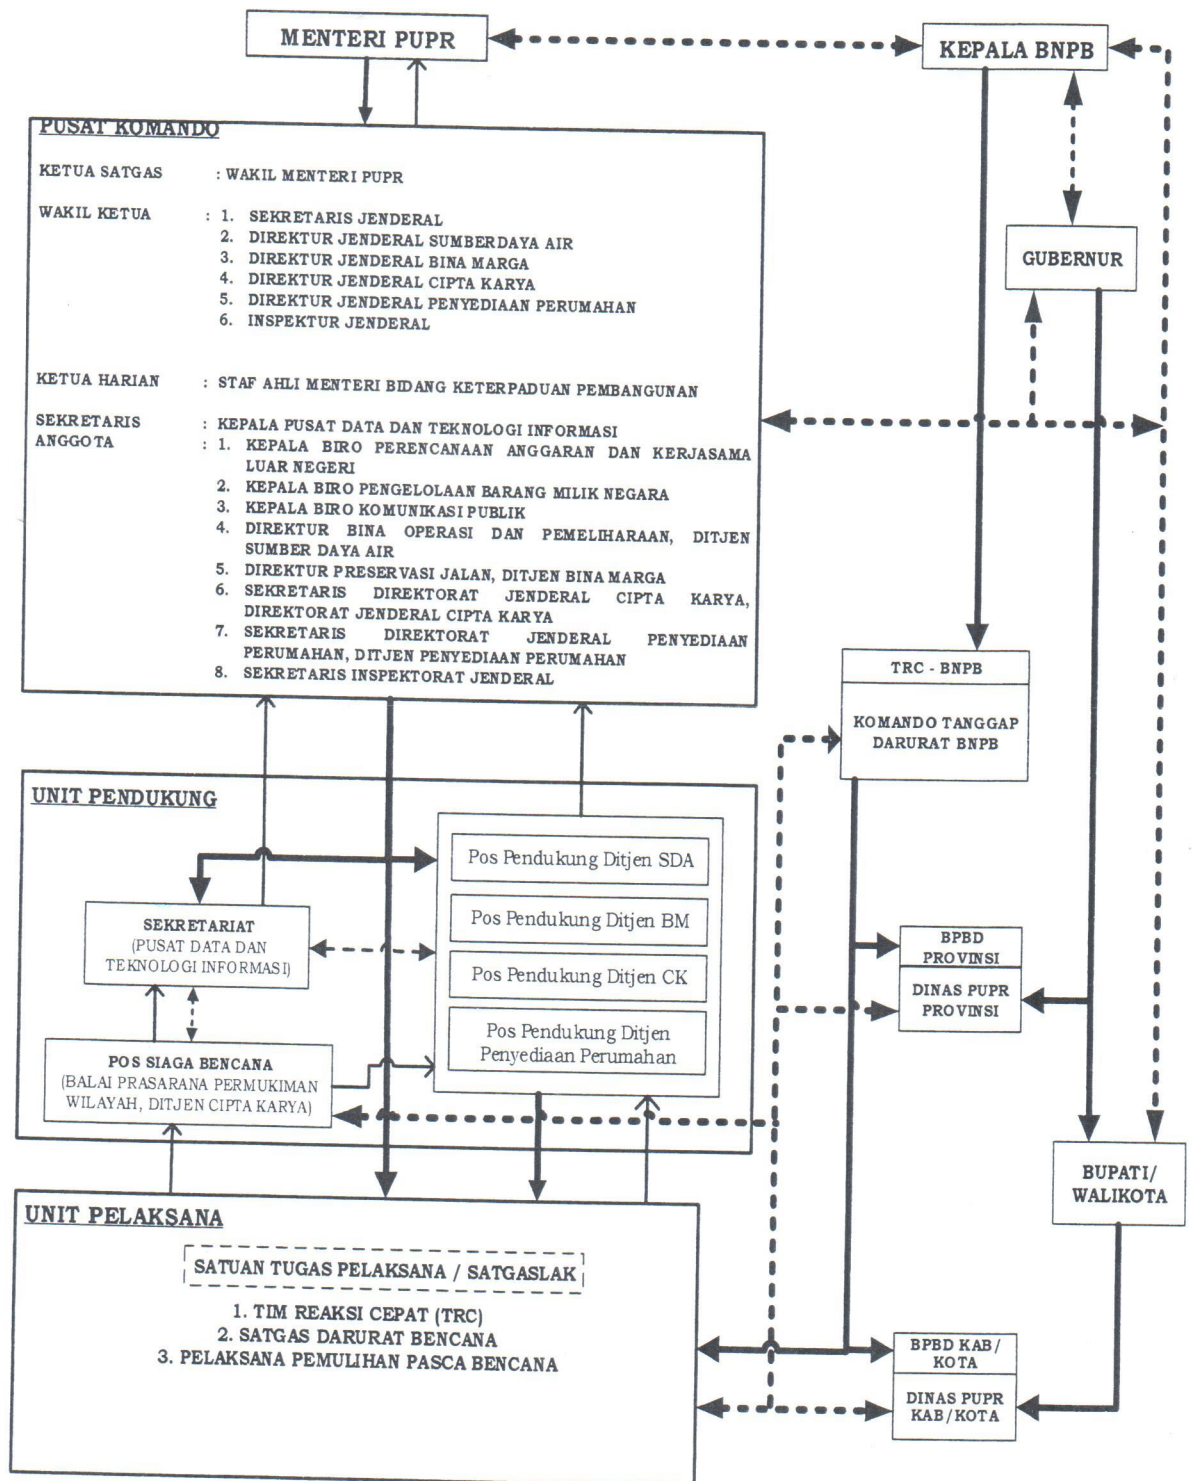 MENTERI PUPR
KEPALA BNPB
PUSAT KOMANDO
KETUA SATGAS : WAKIL MENTERI PUPR
WAKIL KETUA : 1. SEKRETARIS JENDERAL
2. DIREKTUR JENDERAL SUMBERDAYA AIR
3. DIREKTUR JENDERAL BINA MARGA
4. DIREKTUR JENDERAL CIPTA KARYA
5. DIREKTUR JENDERAL PENYEDIAAN PERUMAHAN
6. INSPEKTUR JENDERAL
KETUA HARIAN : STAF AHLI MENTERI BIDANG KETERPADUAN PEMBANGUNAN
SEKRETARIS : KEPALA PUSAT DATA DAN TEKNOLOGI INFORMASI
ANGGOTA : 1. KEPALA BIRO PERENCANAAN ANGGARAN DAN KERJASAMA
LUAR NEGERI
2. KEPALA BIRO PENGELOLAAN BARANG MILIK NEGARA
3. KEPALA BIRO KOMUNIKASI PUBLIK
4. DIREKTUR BINA OPERASI DAN PEMELIHARAAN, DITJEN
SUMBER DAYA AIR
5. DIREKTUR PRESERVASI JALAN, DITJEN BINA MARGA
6. SEKRETARIS DIREKTORAT JENDERAL CIPTA KARYA,
DIREKTORAT JENDERAL CIPTA KARYA
7. SEKRETARIS DIREKTORAT JENDERAL PENYEDIAAN
PERUMAHAN, DITJEN PENYEDIAAN PERUMAHAN
8. SEKRETARIS INSPEKTORAT JENDERAL
GUBERNUR
TRC - BNPB
KOMANDO TANGGAP
DARURAT BNPB
UNIT PENDUKUNG
Pos Pendukung Ditjen SDA
Pos Pendukung Ditjen BM
Pos Pendukung Ditjen CK
Pos Pendukung Ditjen
Penyediaan Perumahan
SEKRETARIAT
(PUSAT DATA DAN
TEKNOLOGI INFORMASI)
POS SIAGA BENCANA
(BALAI PRASARANA PERMUKIMAN
WILAYAH, DITJEN CIPTA KARYA)
BPBD
PROVINSI
DINAS PUPR
PROVINSI
BUPATI/
WALIKOTA
UNIT PELAKSANA
SATUAN TUGAS PELAKSANA / SATGASLAK
1. TIM REAKSI CEPAT (TRC)
2. SATGAS DARURAT BENCANA
3. PELAKSANA PEMULIHAN PASCA BENCANA
BPBD KAB/
KOTA
DINAS PUPR
KAB/KOTA